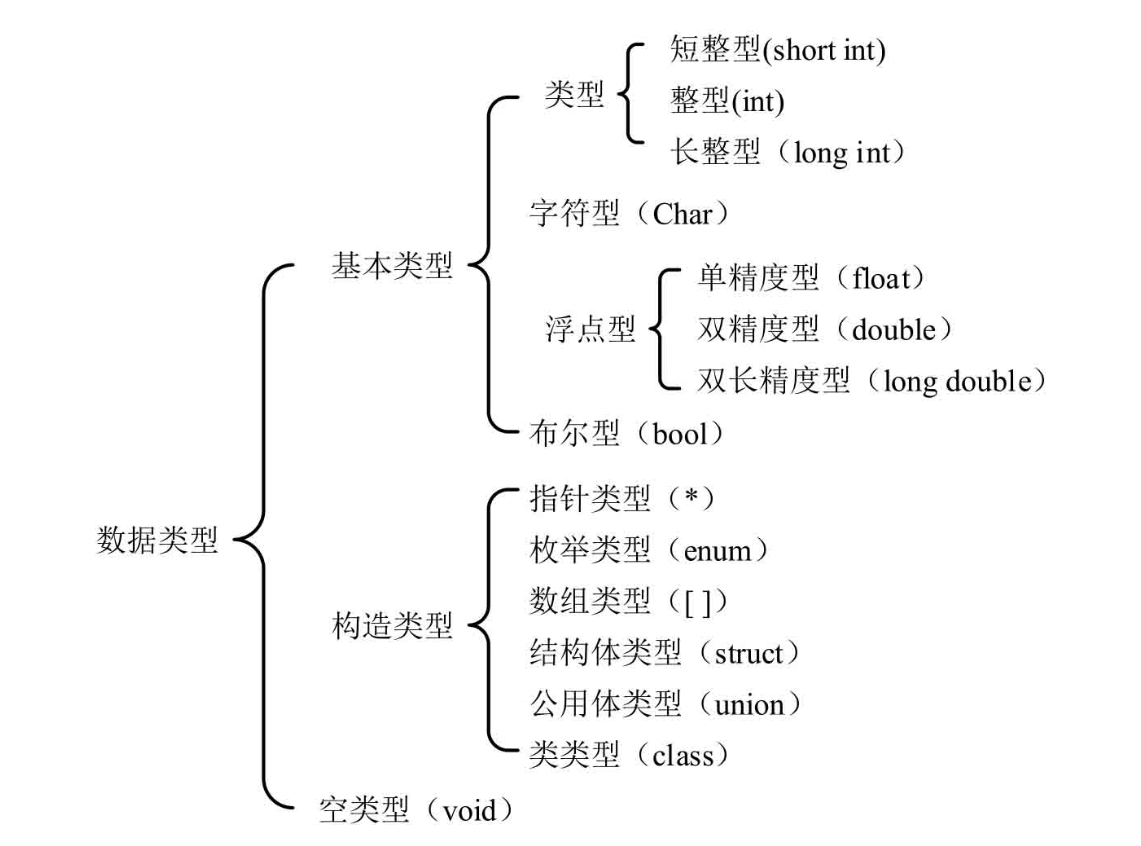 短整型(short int)
类型
整型(int)
长整型（long int）
字符型（Char）
基本类型
单精度型（float）
浮点型
双精度型（double）
双长精度型（long double）
布尔型（bool）
指针类型（*）
数据类型
枚举类型（enum）
数组类型（[ ]）
构造类型
结构体类型（struct）
公用体类型（union）
类类型（class）
空类型（void）